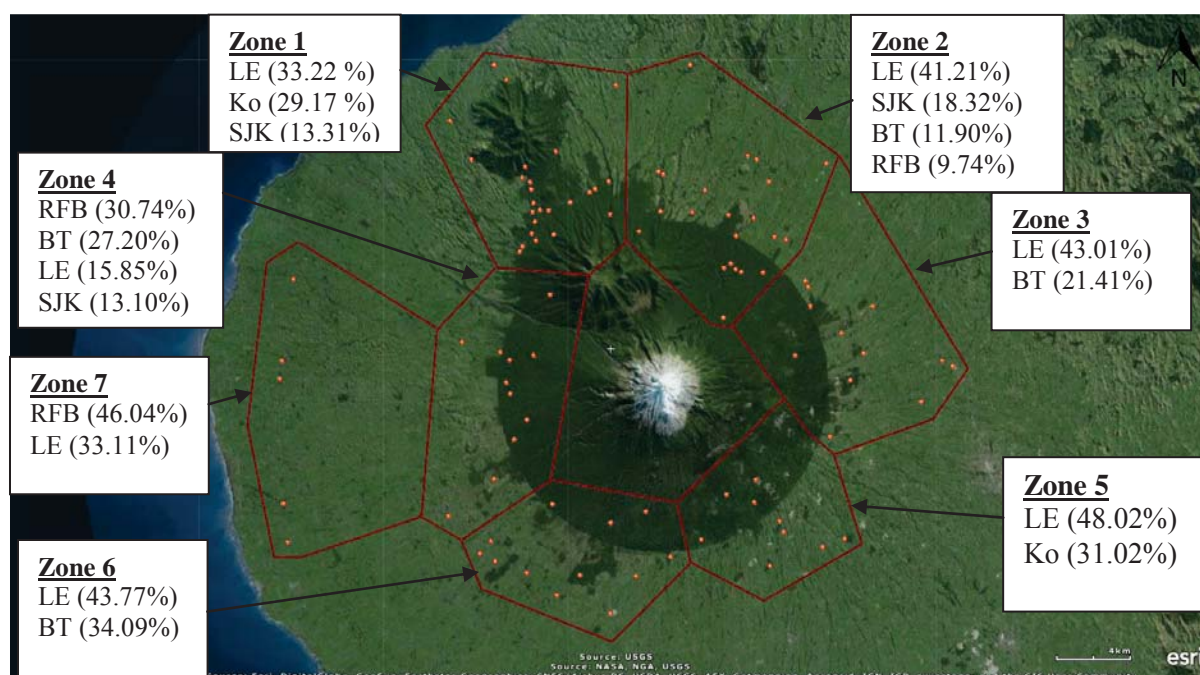 Zone 1
LE (33.22 %)
Ko (29.17 %)
SJK (13.31%)
Zone 2
LE (41.21%)
SJK (18.32%)
BT (11.90%)
RFB (9.74%)
N
Zone 4
RFB (30.74%)
BT (27.20%)
LE (15.85%)
SJK (13.10%)
Zone 3
LE (43.01%)
BT (21.41%)
Zone 7
RFB (46.04%)
LE (33.11%)
Zone 5
LE (48.02%)
Ko (31.02%)
Zone 6
LE (43.77%)
BT (34.09%)
Source: USGS
Source: NASA, NGA, USGS
4km
esri